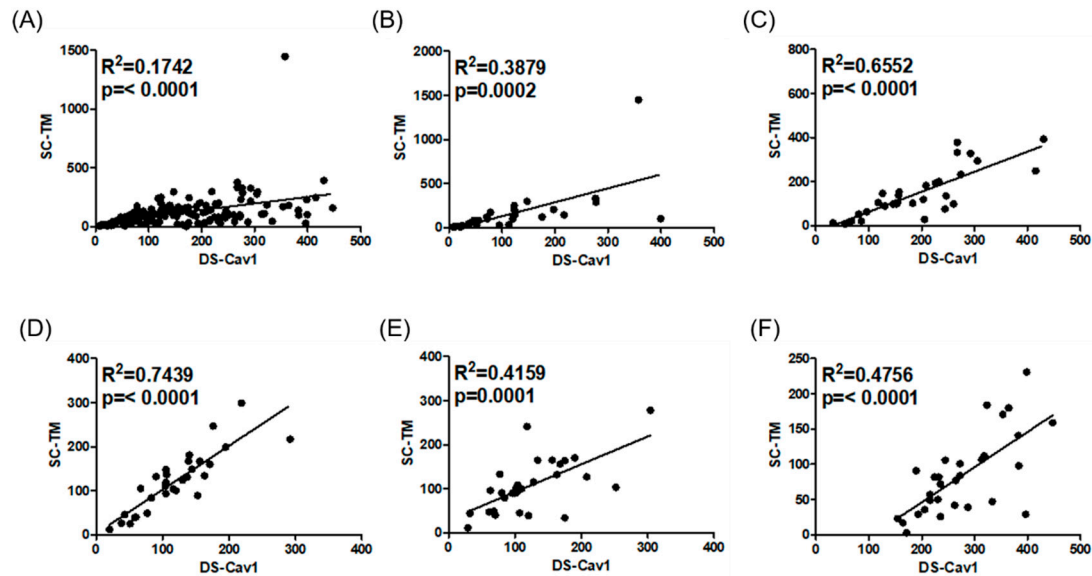 (A)
R²=0.1742
p=< 0.0001
1500
1000
500
0
SC-TM
0 100 200 300 400 500
DS-Cav1
(B)
R²=0.3879
p=0.0002
2000
1500
1000
500
0
SC-TM
0 100 200 300 400 500
DS-Cav1
(C)
R²=0.6552
p=< 0.0001
800
600
400
200
0
SC-TM
0 100 200 300 400 500
DS-Cav1
(D)
R²=0.7439
p=< 0.0001
400
300
200
100
0
SC-TM
0 100 200 300 400
DS-Cav1
(E)
R²=0.4159
p=0.0001
400
300
200
100
0
SC-TM
0 100 200 300 400
DS-Cav1
(F)
R²=0.4756
p=< 0.0001
250
200
150
100
50
0
SC-TM
0 100 200 300 400 500
DS-Cav1